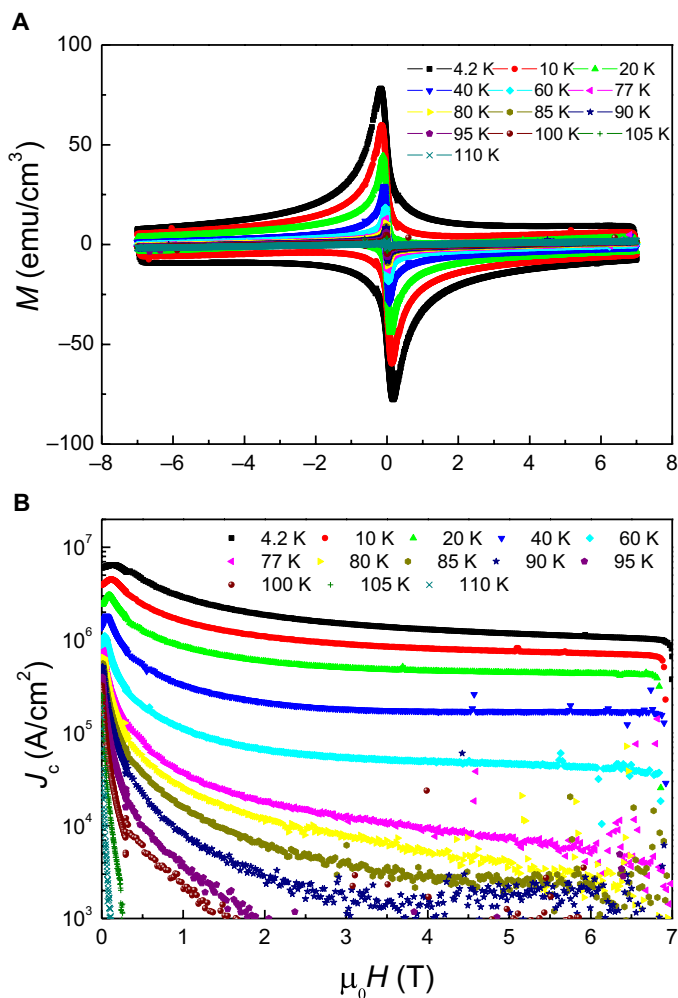 A
100
50
0
–50
–100
M (emu/cm³)
4.2 K 10 K 20 K
40 K 60 K 77 K
80 K 85 K 90 K
95 K 100 K 105 K
110 K
–8 –6 –4 –2 0 2 4 6 8
B
10⁷
10⁶
10⁵
10⁴
10³
J_c (A/cm²)
4.2 K 10 K 20 K 40 K 60 K
77 K 80 K 85 K 90 K 95 K
100 K 105 K 110 K
0 1 2 3 4 5 6 7
μ₀H (T)